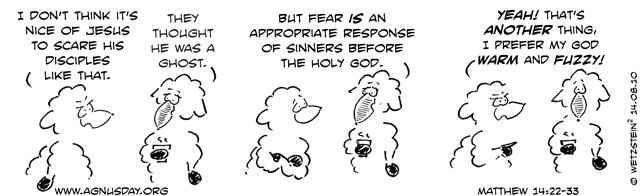 I DON'T THINK IT'S
NICE OF JESUS
TO SCARE HIS
DISCIPLES
LIKE THAT.
THEY
THOUGHT
HE WAS A
GHOST.
BUT FEAR IS AN
APPROPRIATE RESPONSE
OF SINNERS BEFORE
THE HOLY GOD.
YEAH! THAT'S
ANOTHER THING,
I PREFER MY GOD
WARM AND FUZZY!
© WETZSTEIN² 14.08.10
WWW.AGNUSDAY.ORG
MATTHEW 14:22-33